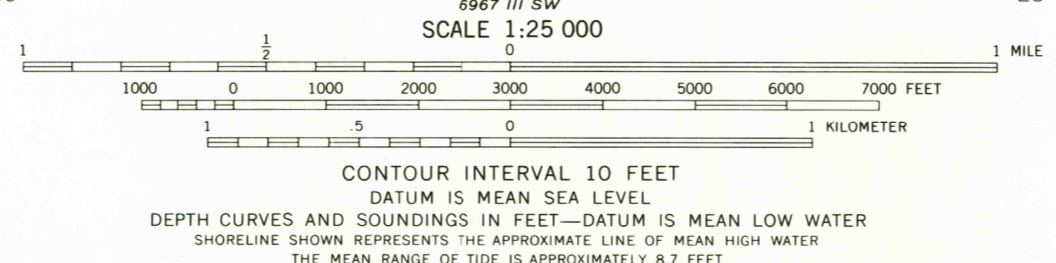 6967 III SW
SCALE 1:25 000
1 1/2 0 1 MILE
1000 0 1000 2000 3000 4000 5000 6000 7000 FEET
1 .5 0 1 KILOMETER
CONTOUR INTERVAL 10 FEET
DATUM IS MEAN SEA LEVEL
DEPTH CURVES AND SOUNDINGS IN FEET—DATUM IS MEAN LOW WATER
SHORELINE SHOWN REPRESENTS THE APPROXIMATE LINE OF MEAN HIGH WATER
THE MEAN RANGE OF TIDE IS APPROXIMATELY 8.7 FEET